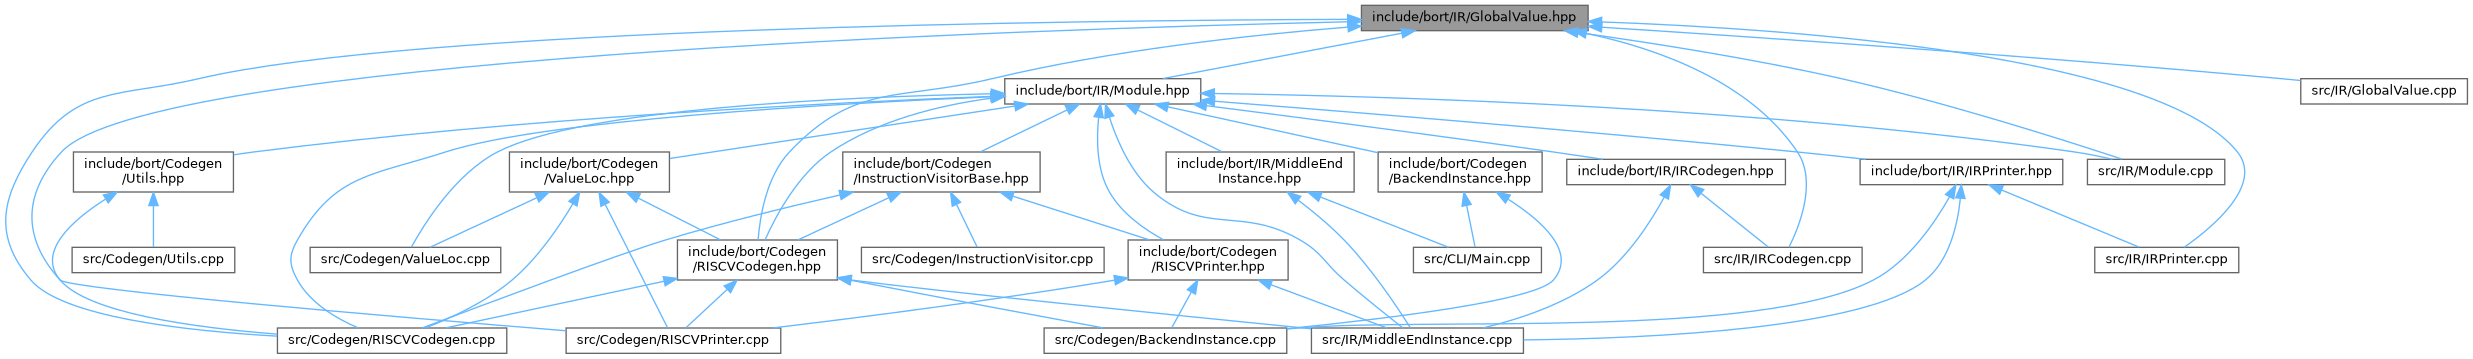 include/bort/IR/GlobalValue.hpp
include/bort/IR/Module.hpp
src/IR/GlobalValue.cpp
include/bort/Codegen
/Utils.hpp
include/bort/Codegen
/ValueLoc.hpp
include/bort/Codegen
/InstructionVisitorBase.hpp
include/bort/IR/MiddleEnd
Instance.hpp
include/bort/Codegen
/BackendInstance.hpp
include/bort/IR/IRCodegen.hpp
include/bort/IR/IRPrinter.hpp
src/IR/Module.cpp
src/Codegen/Utils.cpp
src/Codegen/ValueLoc.cpp
include/bort/Codegen
/RISCVCodegen.hpp
src/Codegen/InstructionVisitor.cpp
include/bort/Codegen
/RISCVPrinter.hpp
src/CLI/Main.cpp
src/IR/IRCodegen.cpp
src/IR/IRPrinter.cpp
src/Codegen/RISCVCodegen.cpp
src/Codegen/RISCVPrinter.cpp
src/Codegen/BackendInstance.cpp
src/IR/MiddleEndInstance.cpp